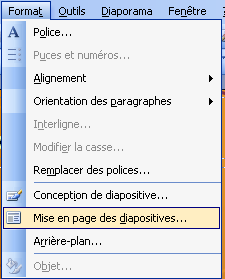 Format Outils Diaporama Fenêtre
Police...
Puces et numéros...
Alignement
Orientation des paragraphes
Interligne...
Modifier la casse...
Remplacer des polices...
Conception de diapositive...
Mise en page des diapositives...
Arrière-plan...
Objet...